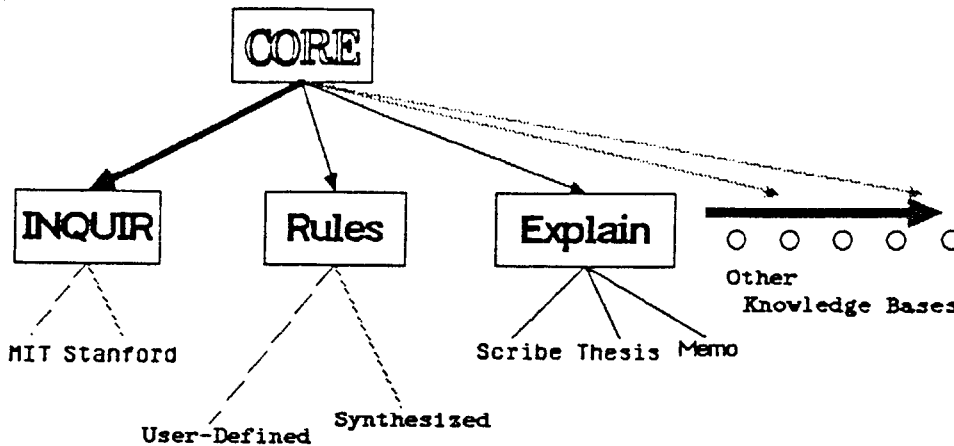 CORE
INQUIR
Rules
Explain
Other
Knowledge Bases
MIT Stanford
Scribe Thesis Memo
User-Defined
Synthesized